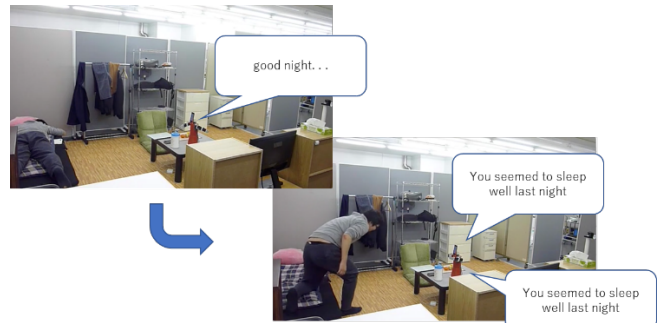 good night. . .
You seemed to sleep
well last night
You seemed to sleep
well last night